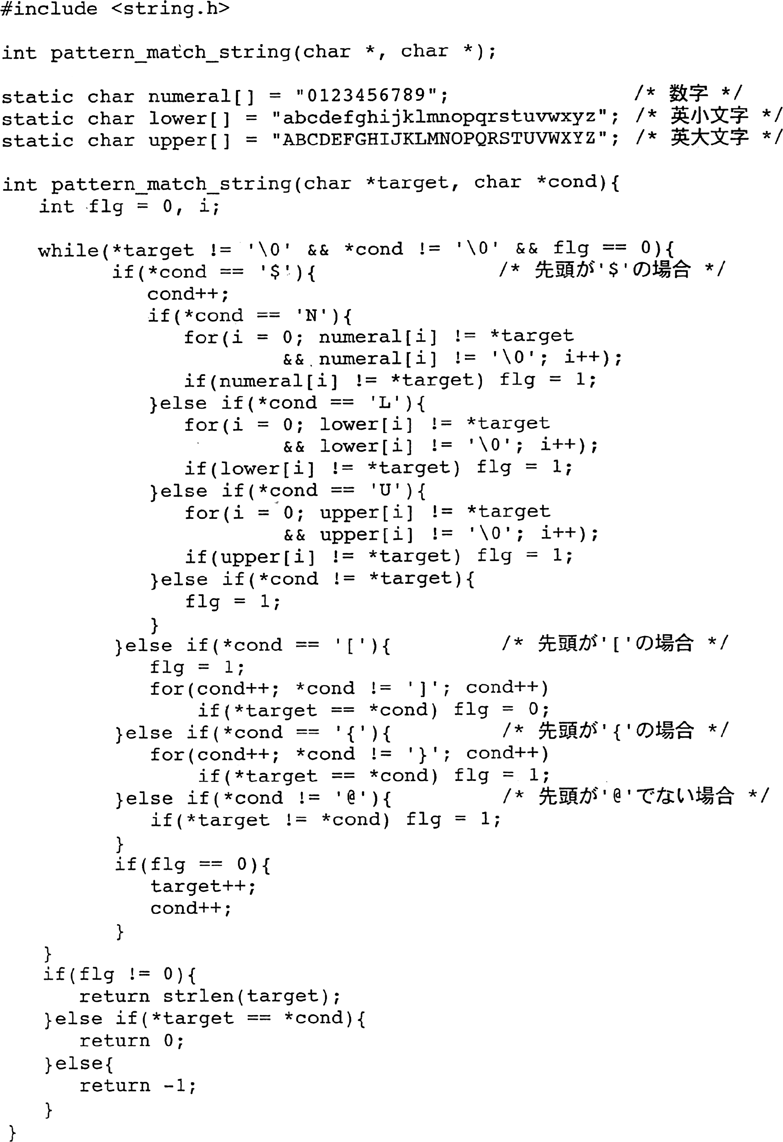 #include <string.h>

int pattern_match_string(char *, char *);

static char numeral[] = "0123456789";                 /* 数字 */
static char lower[] = "abcdefghijklmnopqrstuvwxyz"; /* 英小文字 */
static char upper[] = "ABCDEFGHIJKLMNOPQRSTUVWXYZ"; /* 英大文字 */

int pattern_match_string(char *target, char *cond){
   int flg = 0, i;

   while(*target != '\0' && *cond != '\0' && flg == 0){
         if(*cond == '$'){               /* 先頭が'$'の場合 */
            cond++;
            if(*cond == 'N'){
               for(i = 0; numeral[i] != *target
                       && numeral[i] != '\0'; i++);
               if(numeral[i] != *target) flg = 1;
            }else if(*cond == 'L'){
               for(i = 0; lower[i] != *target
                       && lower[i] != '\0'; i++);
               if(lower[i] != *target) flg = 1;
            }else if(*cond == 'U'){
               for(i = 0; upper[i] != *target
                       && upper[i] != '\0'; i++);
               if(upper[i] != *target) flg = 1;
            }else if(*cond != *target){
               flg = 1;
            }
         }else if(*cond == '['){         /* 先頭が'['の場合 */
            flg = 1;
            for(cond++; *cond != ']'; cond++)
                if(*target == *cond) flg = 0;
         }else if(*cond == '{'){         /* 先頭が'{'の場合 */
            for(cond++; *cond != '}'; cond++)
                if(*target == *cond) flg = 1;
         }else if(*cond != '@'){         /* 先頭が'@'でない場合 */
            if(*target != *cond) flg = 1;
         }
         if(flg == 0){
            target++;
            cond++;
         }
   }
   if(flg != 0){
      return strlen(target);
   }else if(*target == *cond){
      return 0;
   }else{
      return -1;
   }
}